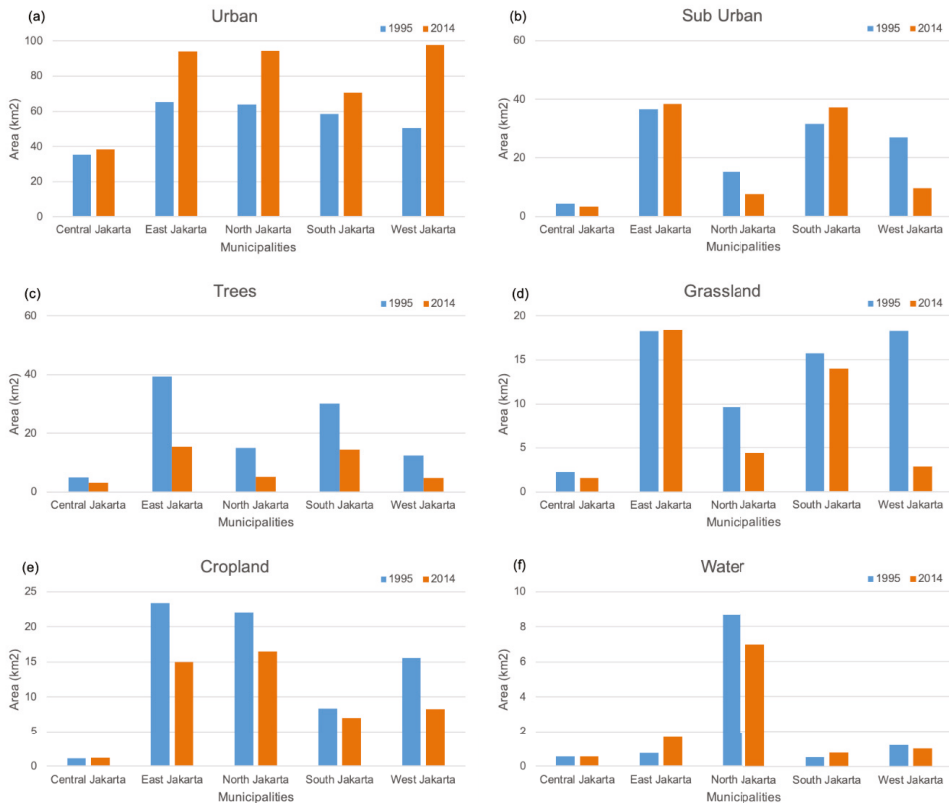 (a)
Urban
1995 2014
Area (km2)
100
80
60
40
20
0
Central Jakarta East Jakarta North Jakarta South Jakarta West Jakarta
Municipalities
(b)
Sub Urban
1995 2014
Area (km2)
60
40
20
0
Central Jakarta East Jakarta North Jakarta South Jakarta West Jakarta
Municipalities
(c)
Trees
1995 2014
Area (km2)
60
40
20
0
Central Jakarta East Jakarta North Jakarta South Jakarta West Jakarta
Municipalities
(d)
Grassland
1995 2014
Area (km2)
20
15
10
5
0
Central Jakarta East Jakarta North Jakarta South Jakarta West Jakarta
Municipalities
(e)
Cropland
1995 2014
Area (km2)
25
20
15
10
5
0
Central Jakarta East Jakarta North Jakarta South Jakarta West Jakarta
Municipalities
(f)
Water
1995 2014
Area (km2)
10
8
6
4
2
0
Central Jakarta East Jakarta North Jakarta South Jakarta West Jakarta
Municipalities